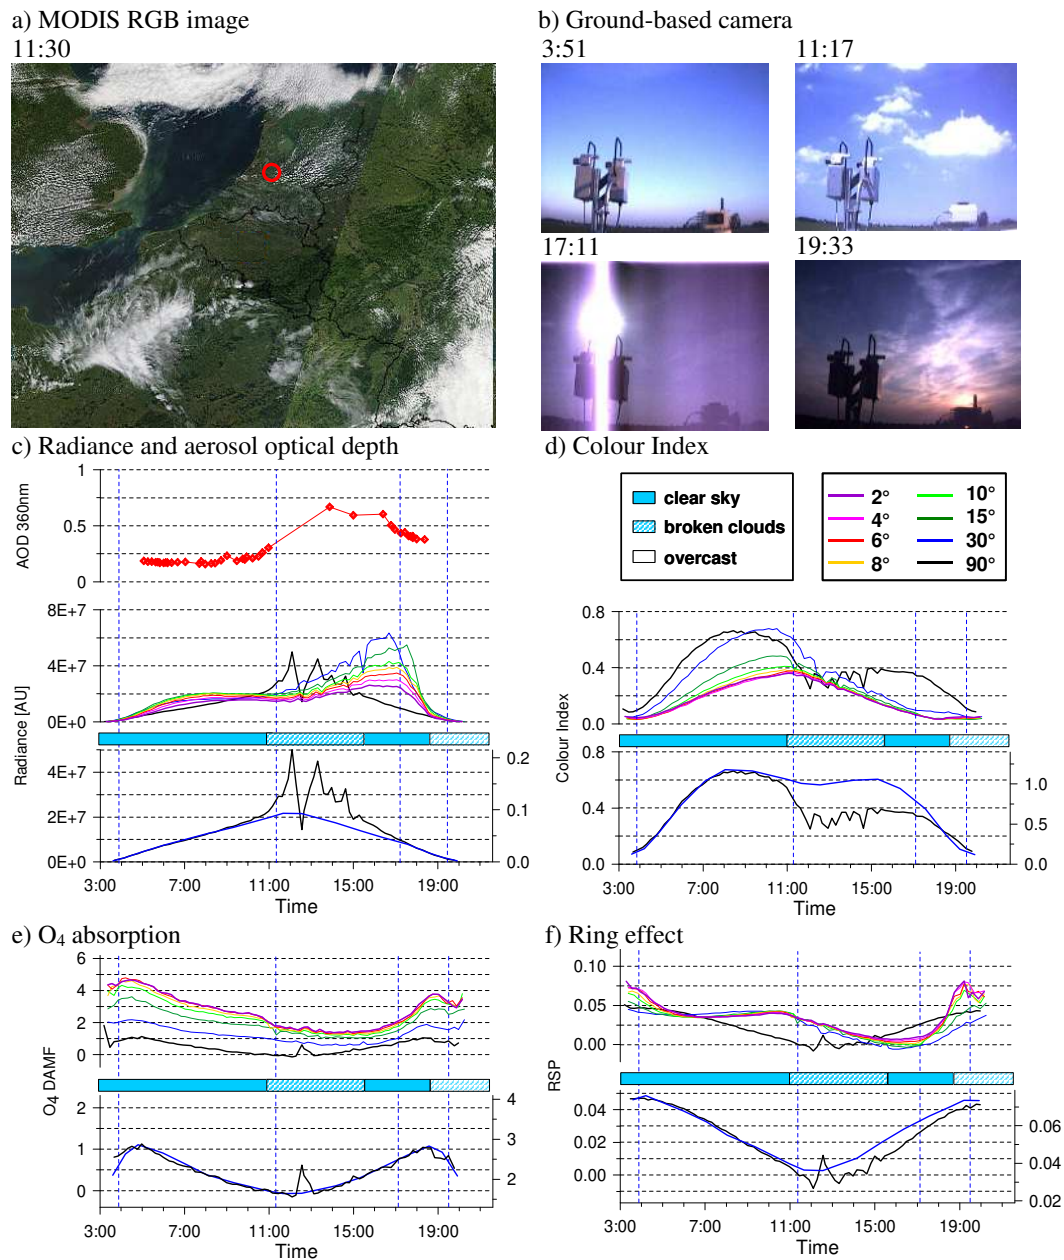 a) MODIS RGB image
11:30
b) Ground-based camera
3:51
11:17
17:11
19:33
c) Radiance and aerosol optical depth
AOD 360nm
1
0.5
0
Radiance [AU]
8E+7
4E+7
0E+0
4E+7
2E+7
0E+0
0.2
0.1
0.0
3:00 7:00 11:00 15:00 19:00
Time
d) Colour Index
clear sky
broken clouds
overcast
2°
4°
6°
8°
10°
15°
30°
90°
Colour Index
0.8
0.4
0.0
0.8
0.4
0.0
1.0
0.5
0.0
3:00 7:00 11:00 15:00 19:00
Time
e) O₄ absorption
O₄ DAMF
6
4
2
0
2
1
0
4
3
2
3:00 7:00 11:00 15:00 19:00
Time
f) Ring effect
RSP
0.10
0.05
0.00
0.04
0.02
0.00
0.06
0.04
0.02
3:00 7:00 11:00 15:00 19:00
Time